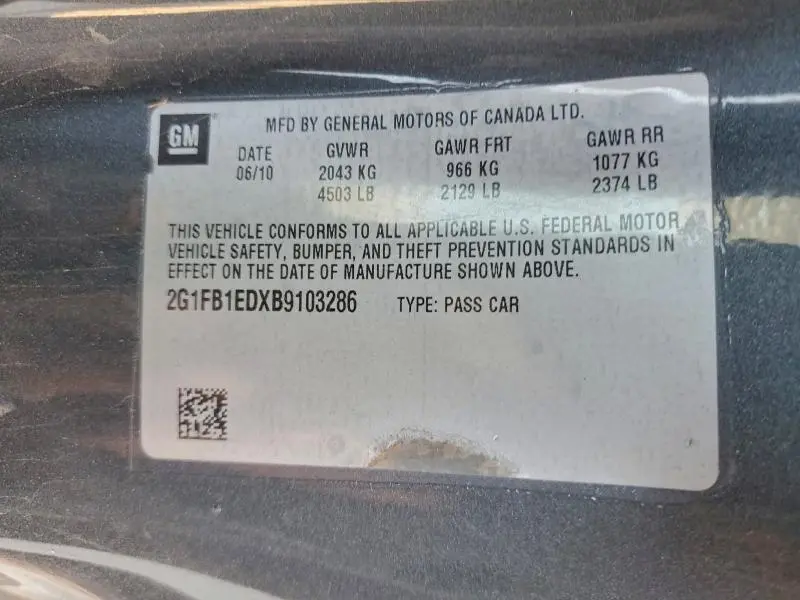 GM
MFD BY GENERAL MOTORS OF CANADA LTD.
DATE GVWR GAWR FRT GAWR RR
06/10 2043 KG 966 KG 1077 KG
4503 LB 2129 LB 2374 LB
THIS VEHICLE CONFORMS TO ALL APPLICABLE U.S. FEDERAL MOTOR
VEHICLE SAFETY, BUMPER, AND THEFT PREVENTION STANDARDS IN
EFFECT ON THE DATE OF MANUFACTURE SHOWN ABOVE.
2G1FB1EDXB9103286 TYPE: PASS CAR